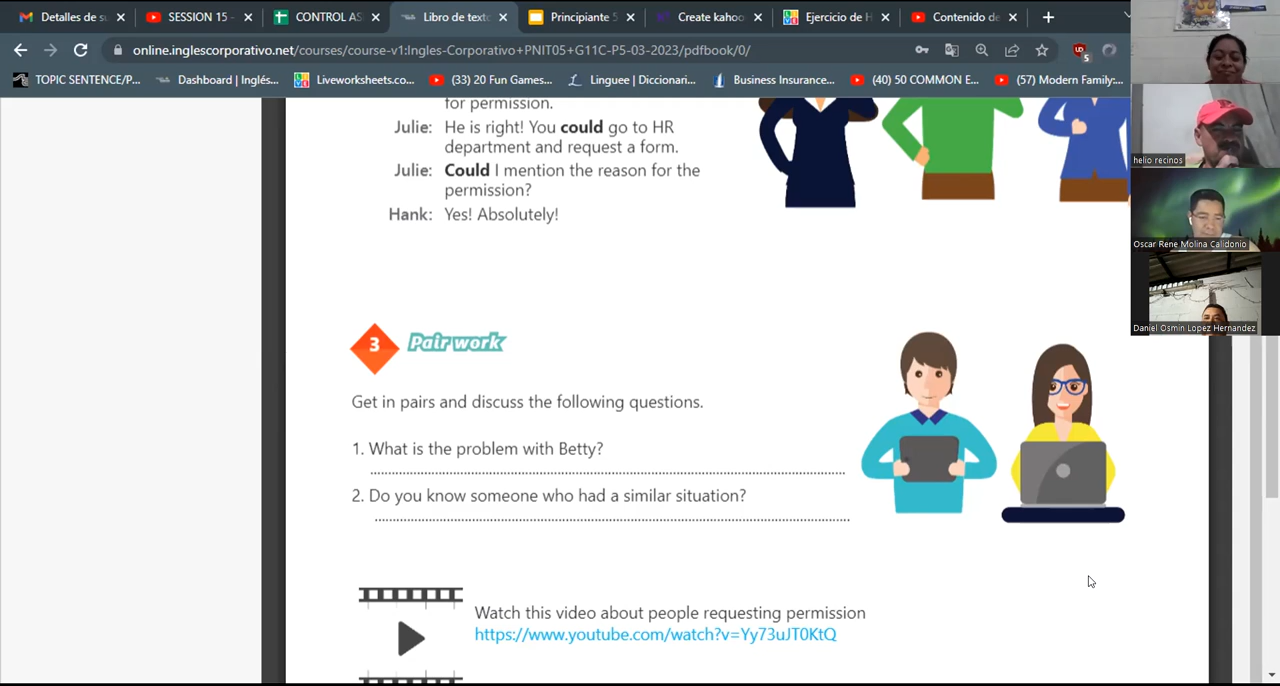 Detalles de su
SESSION 15 -
CONTROL AS
Libro de texto
Principiante 5
Create kahoo
Ejercicio de H
Contenido de
online.inglescorporativo.net/courses/course-v1:Ingles-Corporativo+PNIT05+G11C-P5-03-2023/pdfbook/0/
5
TOPIC SENTENCE/P...
Dashboard | Inglés...
Liveworksheets.co...
(33) 20 Fun Games...
Linguee | Diccionari...
Business Insurance...
(40) 50 COMMON E...
(57) Modern Family:...
for permission.
Julie: He is right! You could go to HR
department and request a form.
Julie: Could I mention the reason for the
permission?
Hank: Yes! Absolutely!
helio recinos
Oscar Rene Molina Calidonio
Daniel Osmin Lopez Hernandez
3 Pair work
Get in pairs and discuss the following questions.
1. What is the problem with Betty?
2. Do you know someone who had a similar situation?
Watch this video about people requesting permission
https://www.youtube.com/watch?v=Yy73uJT0KtQ